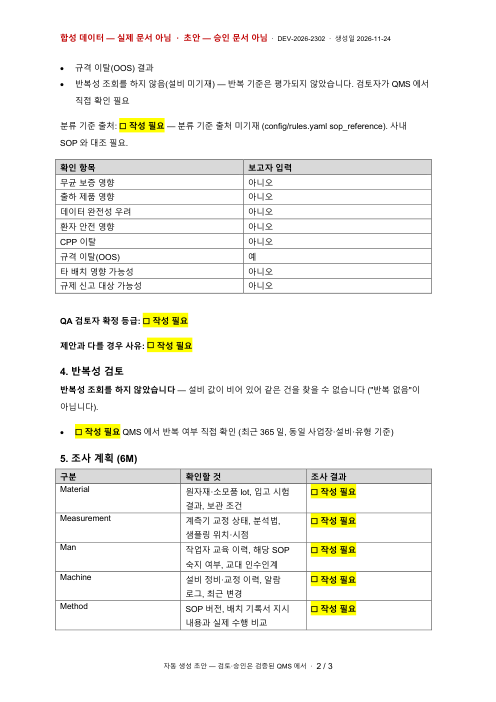 합성 데이터 — 실제 문서 아님 · 초안 — 승인 문서 아님 · DEV-2026-2302 · 생성일 2026-11-24
• 규격 이탈(OOS) 결과
• 반복성 조회를 하지 않음(설비 미기재) — 반복 기준은 평가되지 않았습니다. 검토자가 QMS 에서
직접 확인 필요
분류 기준 출처: ☐ 작성 필요 — 분류 기준 출처 미기재 (config/rules.yaml sop_reference). 사내
SOP 와 대조 필요.
확인 항목 보고자 입력
무균 보증 영향 아니오
출하 제품 영향 아니오
데이터 완전성 우려 아니오
환자 안전 영향 아니오
CPP 이탈 아니오
규격 이탈(OOS) 예
타 배치 영향 가능성 아니오
규제 신고 대상 가능성 아니오
QA 검토자 확정 등급: ☐ 작성 필요
제안과 다를 경우 사유: ☐ 작성 필요
4. 반복성 검토
반복성 조회를 하지 않았습니다 — 설비 값이 비어 있어 같은 건을 찾을 수 없습니다 ("반복 없음"이
아닙니다).
• ☐ 작성 필요 QMS 에서 반복 여부 직접 확인 (최근 365 일, 동일 사업장·설비·유형 기준)
5. 조사 계획 (6M)
구분 확인할 것 조사 결과
Material 원자재·소모품 lot, 입고 시험 ☐ 작성 필요
결과, 보관 조건
Measurement 계측기 교정 상태, 분석법, ☐ 작성 필요
샘플링 위치·시점
Man 작업자 교육 이력, 해당 SOP ☐ 작성 필요
숙지 여부, 교대 인수인계
Machine 설비 정비·교정 이력, 알람 ☐ 작성 필요
로그, 최근 변경
Method SOP 버전, 배치 기록서 지시 ☐ 작성 필요
내용과 실제 수행 비교
자동 생성 초안 — 검토·승인은 검증된 QMS 에서 · 2 / 3